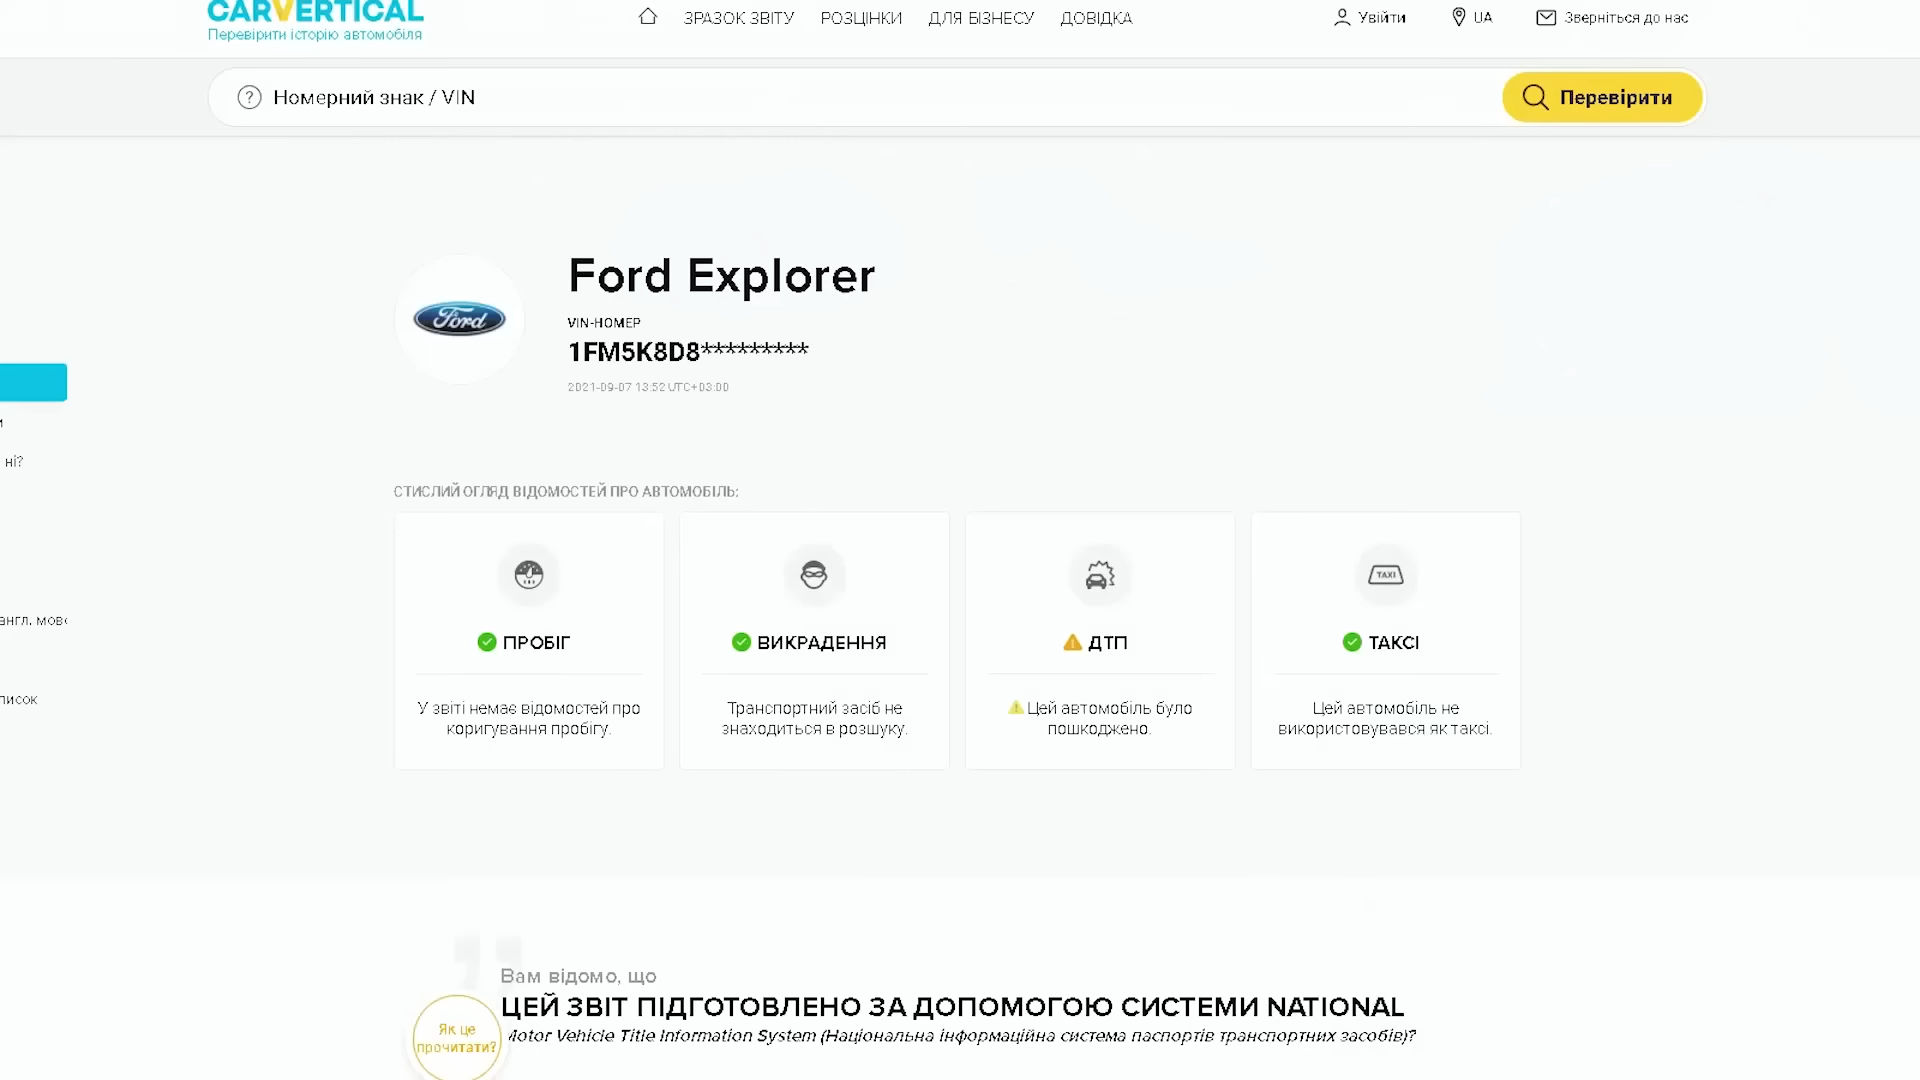 CARVERTICAL
Перевірити історію автомобіля
ЗРАЗОК ЗВІТУ РОЗЦІНКИ ДЛЯ БІЗНЕСУ ДОВІДКА
Увійти UA Зверніться до нас
? Номерний знак / VIN
Перевірити
Ford
Ford Explorer
VIN-НОМЕР
1FM5K8D8*********
2021-09-07 13:52 UTC+03:00
ні?
англ.
СТИСЛИЙ ОГЛЯД ВІДОМОСТЕЙ ПРО АВТОМОБІЛЬ:
ПРОБІГ
У звіті немає відомостей про
коригування пробігу.
ВИКРАДЕННЯ
Транспортний засіб не
знаходиться в розшуку.
ДТП
Цей автомобіль було
пошкоджено.
TAXI
ТАКСІ
Цей автомобіль не
використовувався як таксі.
Вам відомо, що
ЦЕЙ ЗВІТ ПІДГОТОВЛЕНО ЗА ДОПОМОГОЮ СИСТЕМИ NATIONAL
Motor Vehicle Title Information System (Національна інформаційна система паспортів транспортних засобів)?
Як це
прочитати?